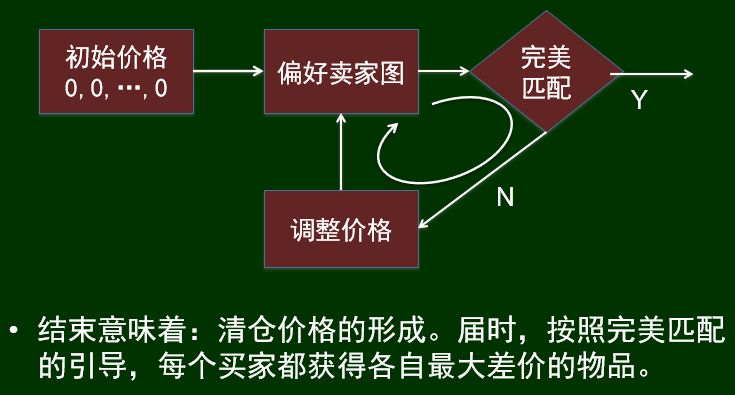 初始价格
0,0,…,0
偏好卖家图
完美
匹配
Y
N
调整价格
• 结束意味着：清仓价格的形成。届时，按照完美匹配
的引导，每个买家都获得各自最大差价的物品。